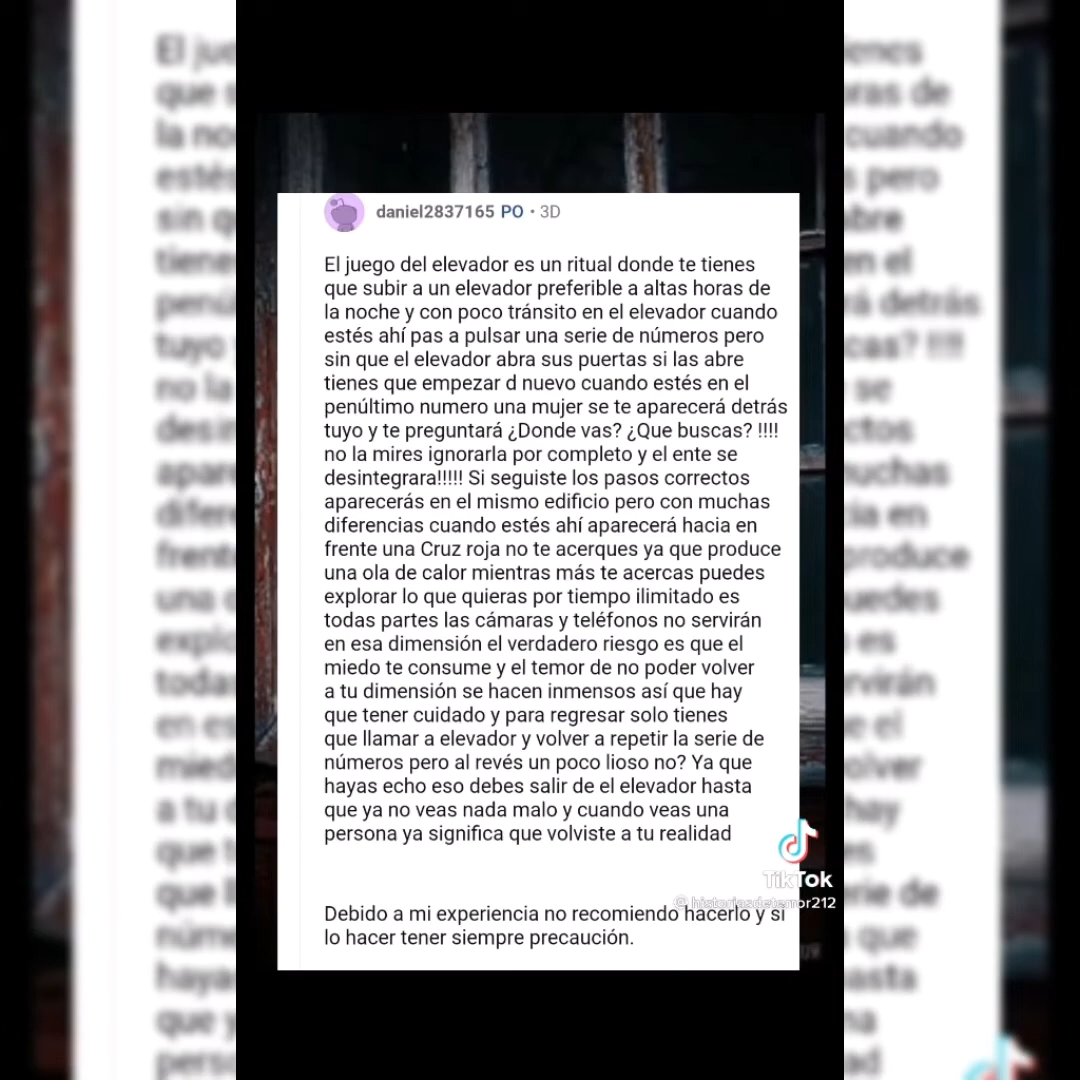 daniel2837165 PO • 3D
El juego del elevador es un ritual donde te tienes
que subir a un elevador preferible a altas horas de
la noche y con poco tránsito en el elevador cuando
estés ahí pas a pulsar una serie de números pero
sin que el elevador abra sus puertas si las abre
tienes que empezar d nuevo cuando estés en el
penúltimo numero una mujer se te aparecerá detrás
tuyo y te preguntará ¿Donde vas? ¿Que buscas? !!!!
no la mires ignorarla por completo y el ente se
desintegrara!!!!! Si seguiste los pasos correctos
aparecerás en el mismo edificio pero con muchas
diferencias cuando estés ahí aparecerá hacia en
frente una Cruz roja no te acerques ya que produce
una ola de calor mientras más te acercas puedes
explorar lo que quieras por tiempo ilimitado es
todas partes las cámaras y teléfonos no servirán
en esa dimensión el verdadero riesgo es que el
miedo te consume y el temor de no poder volver
a tu dimensión se hacen inmensos así que hay
que tener cuidado y para regresar solo tienes
que llamar a elevador y volver a repetir la serie de
números pero al revés un poco lioso no? Ya que
hayas echo eso debes salir de el elevador hasta
que ya no veas nada malo y cuando veas una
persona ya significa que volviste a tu realidad
TikTok
@historiasdeterror212
Debido a mi experiencia no recomiendo hacerlo y si
lo hacer tener siempre precaución.